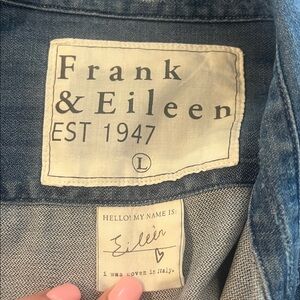 Frank
& Eileen
EST 1947
L
HELLO! MY NAME IS:
Eileen
i was woven in Italy.